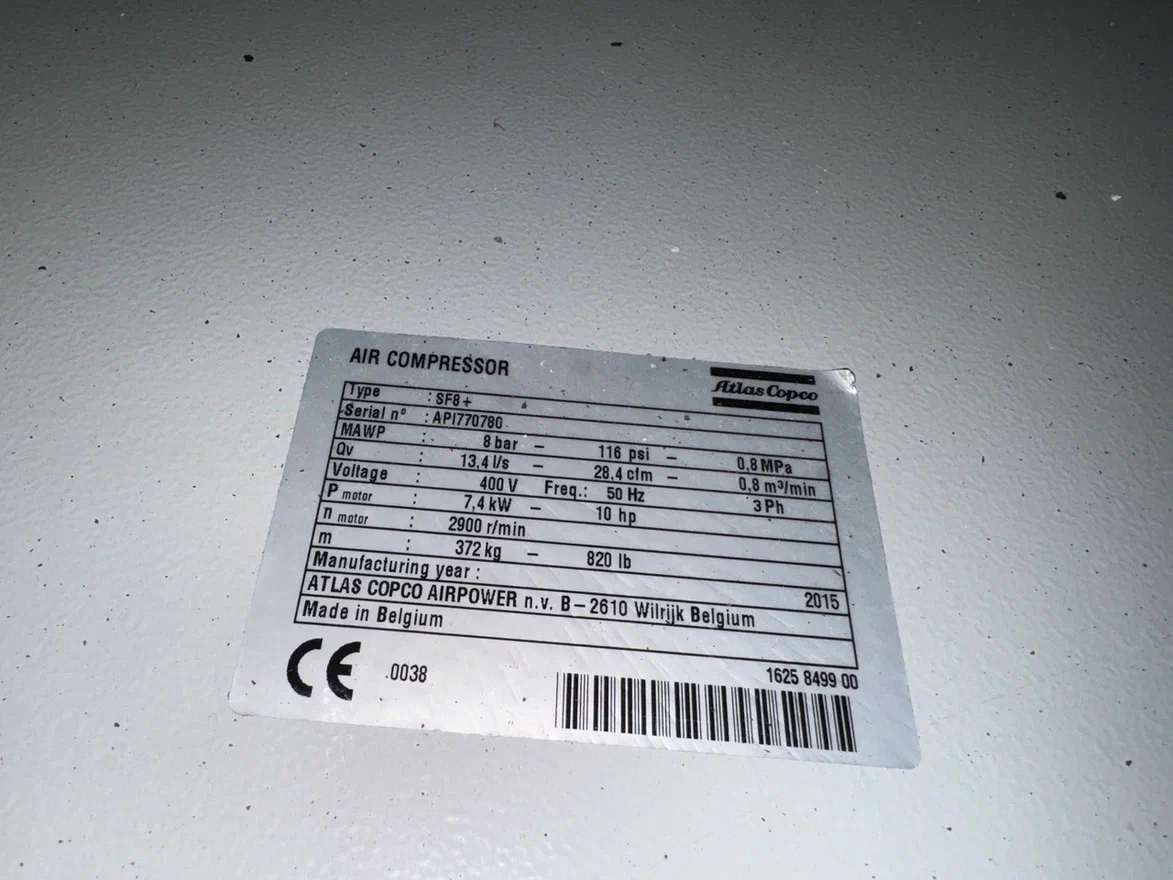 AIR COMPRESSOR
Atlas Copco
Type : SF8+
Serial nº : API770780
MAWP : 8 bar – 116 psi – 0,8 MPa
Qv : 13,4 l/s – 28,4 cfm – 0,8 m³/min
Voltage : 400 V Freq.: 50 Hz 3 Ph
P motor : 7,4 kW – 10 hp
n motor : 2900 r/min
m : 372 kg – 820 lb
Manufacturing year : 2015
ATLAS COPCO AIRPOWER n.v. B – 2610 Wilrijk Belgium
Made in Belgium
CE 0038
1625 8499 00